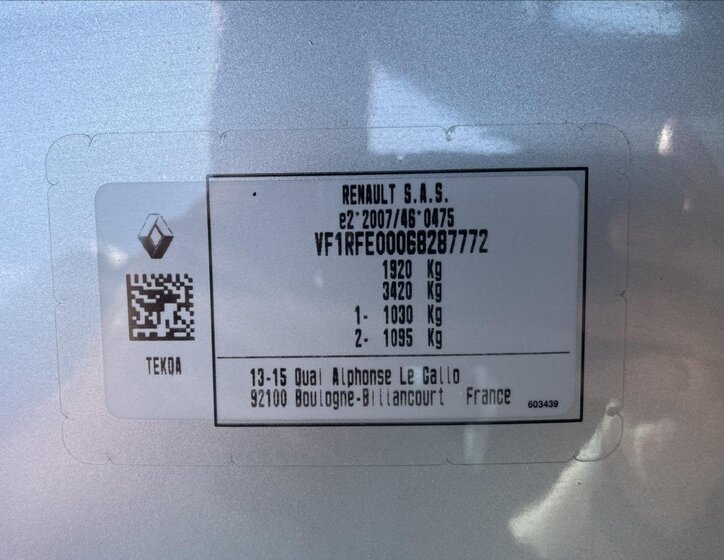 RENAULT S.A.S.
e2*2007/46*0475
VF1RFE00068287772
1920 Kg
3420 Kg
1- 1030 Kg
2- 1095 Kg
TEKQA
13-15 Quai Alphonse Le Gallo
92100 Boulogne-Billancourt France
603439